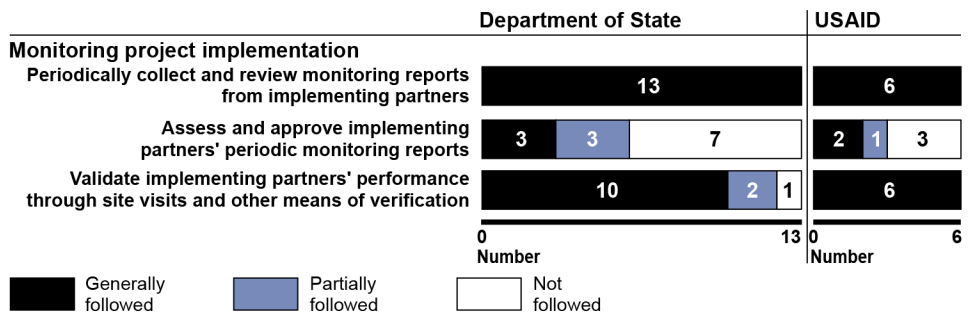 Department of State USAID
Monitoring project implementation
Periodically collect and review monitoring reports
from implementing partners
13 6
Assess and approve implementing
partners' periodic monitoring reports
3 3 7 2 1 3
Validate implementing partners' performance
through site visits and other means of verification
10 2 1 6
0 13 0 6
Number Number
Generally
followed
Partially
followed
Not
followed